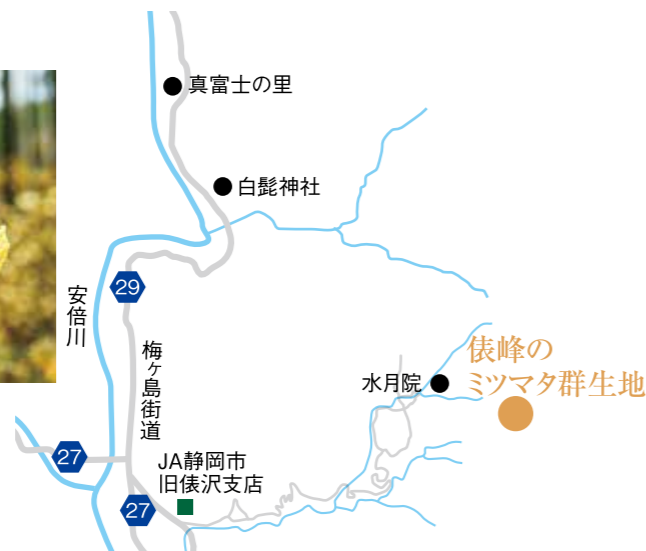 真富士の里
白髭神社
29
安倍川
梅ヶ島街道
俵峰の
ミツマタ群生地
水月院
27
JA静岡市
旧俵沢支店
27